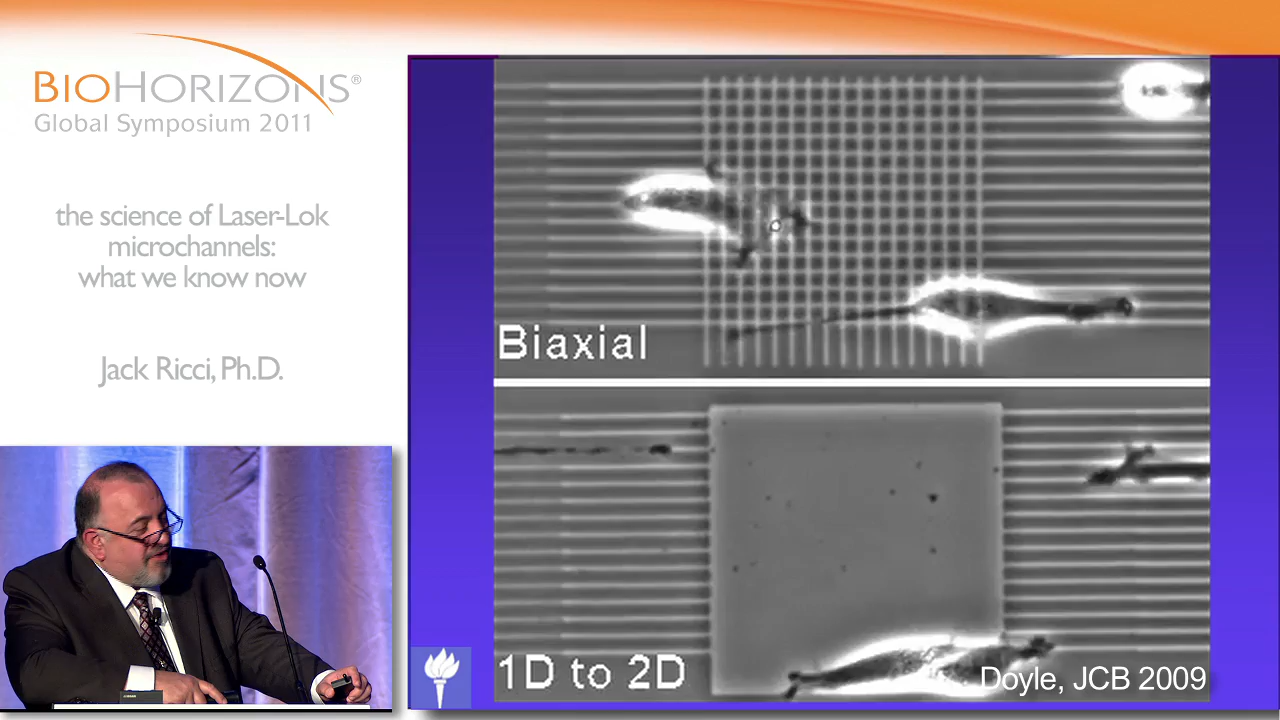 BIOHORIZONS®
Global Symposium 2011
the science of Laser-Lok
microchannels:
what we know now
Jack Ricci, Ph.D.
Biaxial
1D to 2D
Doyle, JCB 2009